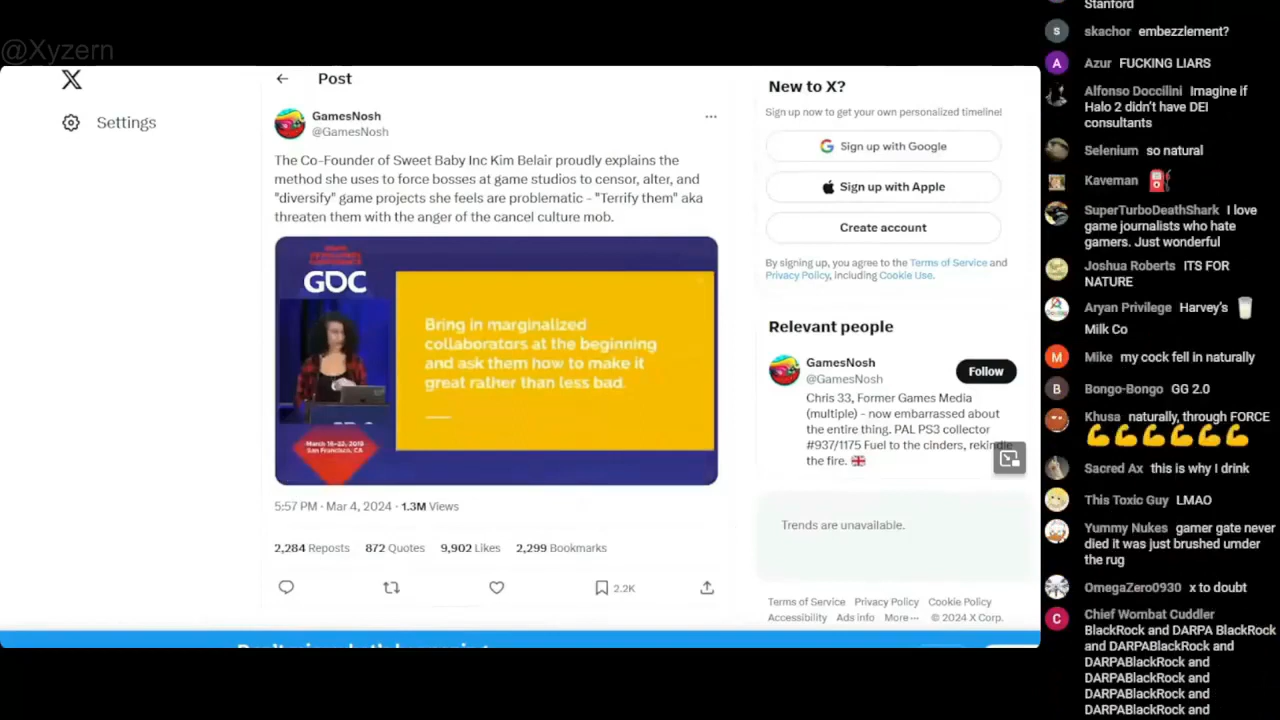 @Xyzern
Settings
Post
GamesNosh
@GamesNosh
The Co-Founder of Sweet Baby Inc Kim Belair proudly explains the
method she uses to force bosses at game studios to censor, alter, and
"diversify" game projects she feels are problematic - "Terrify them" aka
threaten them with the anger of the cancel culture mob.
GDC
Bring in marginalized
collaborators at the beginning
and ask them how to make it
great rather than less bad.
San Francisco, CA
5:57 PM · Mar 4, 2024 · 1.3M Views
2,284 Reposts 872 Quotes 9,902 Likes 2,299 Bookmarks
2.2K
New to X?
Sign up now to get your own personalized timeline!
Sign up with Google
Sign up with Apple
Create account
By signing up, you agree to the Terms of Service and
Privacy Policy, including Cookie Use.
Relevant people
GamesNosh
@GamesNosh
Follow
Chris 33, Former Games Media
(multiple) - now embarrassed about
the entire thing. PAL PS3 collector
#937/1175 Fuel to the cinders, rekindle
the fire. 🇬🇧
Trends are unavailable.
Terms of Service Privacy Policy Cookie Policy
Accessibility Ads info More ··· © 2024 X Corp.
Stanford
skachor embezzlement?
Azur FUCKING LIARS
Alfonso Doccilini Imagine if
Halo 2 didn't have DEI
consultants
Selenium so natural
Kaveman ⛽
SuperTurboDeathShark I love
game journalists who hate
gamers. Just wonderful
Joshua Roberts ITS FOR
NATURE
Aryan Privilege Harvey's 🥛
Milk Co
Mike my cock fell in naturally
Bongo-Bongo GG 2.0
Khusa naturally, through FORCE
💪💪💪💪💪💪
Sacred Ax this is why I drink
This Toxic Guy LMAO
Yummy Nukes gamer gate never
died it was just brushed umder
the rug
OmegaZero0930 x to doubt
Chief Wombat Cuddler
BlackRock and DARPA BlackRock
and DARPABlackRock and
DARPABlackRock and
DARPABlackRock and
DARPABlackRock and
DARPABlackRock and